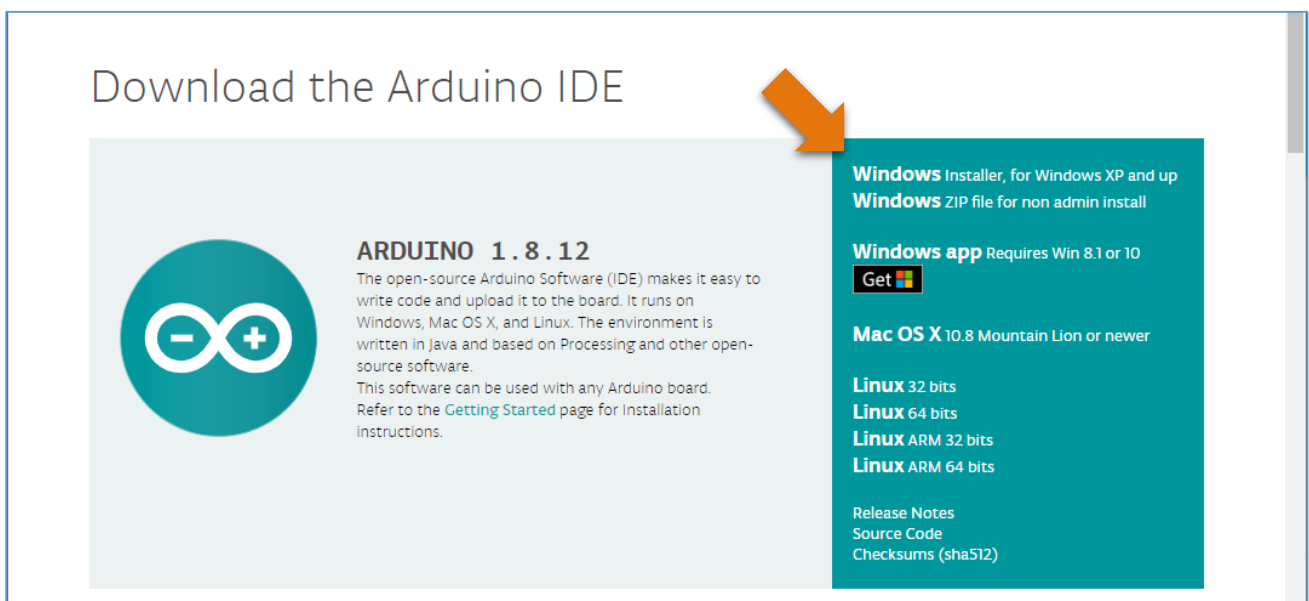 Download the Arduino IDE
ARDUINO 1.8.12
The open-source Arduino Software (IDE) makes it easy to
write code and upload it to the board. It runs on
Windows, Mac OS X, and Linux. The environment is
written in Java and based on Processing and other open-
source software.
This software can be used with any Arduino board.
Refer to the Getting Started page for Installation
instructions.
Windows Installer, for Windows XP and up
Windows ZIP file for non admin install
Windows app Requires Win 8.1 or 10
Get
Mac OS X 10.8 Mountain Lion or newer
Linux 32 bits
Linux 64 bits
Linux ARM 32 bits
Linux ARM 64 bits
Release Notes
Source Code
Checksums (sha512)